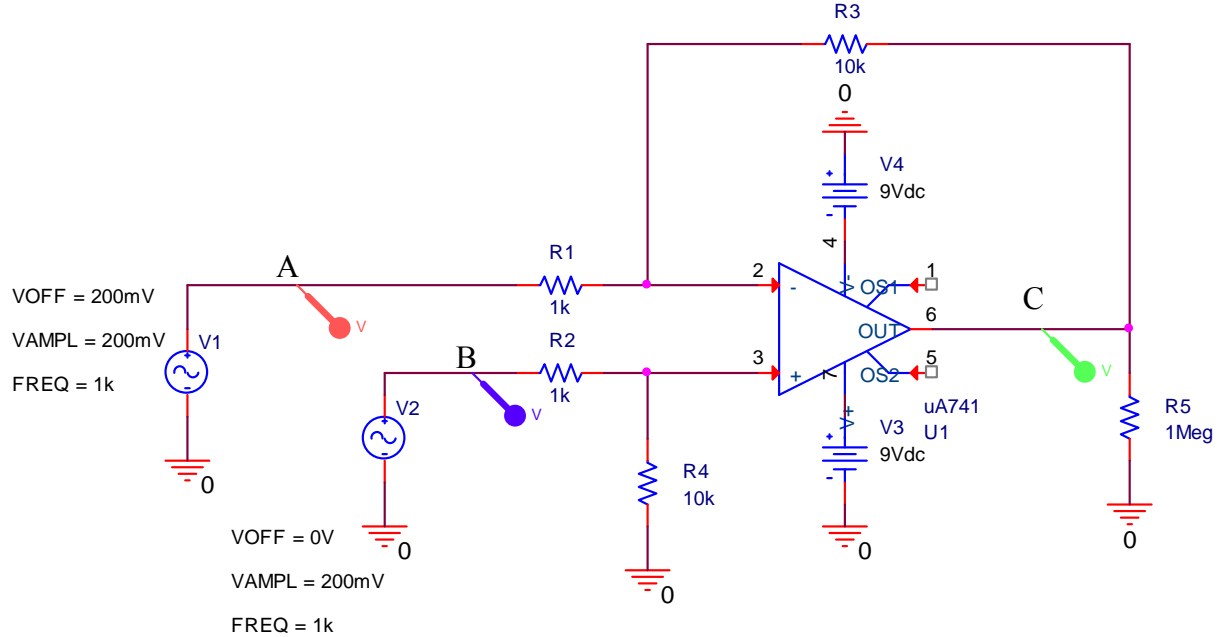 R3
10k
0
V4
+
9Vdc
-
4
A
R1
2
-
V-
OS1
1
C
VOFF = 200mV
1k
6
V
OUT
VAMPL = 200mV
V1
B
R2
V
+
3
+
7
OS2
5
FREQ = 1k
1k
uA741
V2
V
V+
V3
U1
R5
+
+
9Vdc
1Meg
-
R4
0
10k
0
0
VOFF = 0V
0
0
VAMPL = 200mV
FREQ = 1k